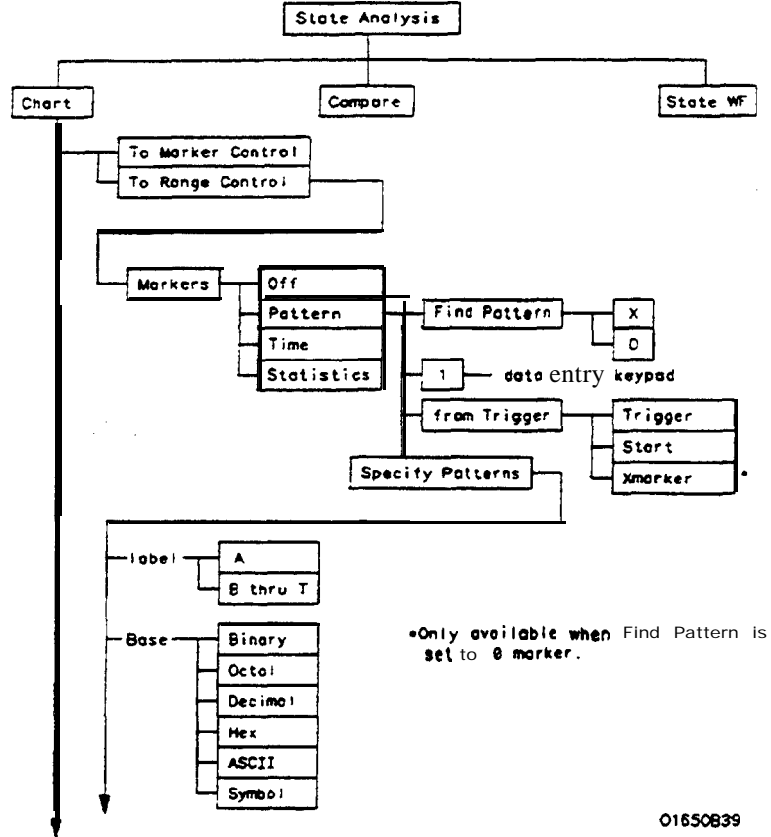 State Analysis
Chart
Compare
State WF
To Marker Control
To Range Control
Markers
Off
Pattern
Time
Statistics
Find Pattern
X
O
1
data entry keypad
from Trigger
Trigger
Start
Xmarker
*
Specify Patterns
label
A
B thru T
Base
Binary
Octal
Decimal
Hex
ASCII
Symbol
*Only available when Find Pattern is
set to 0 marker.
01650B39